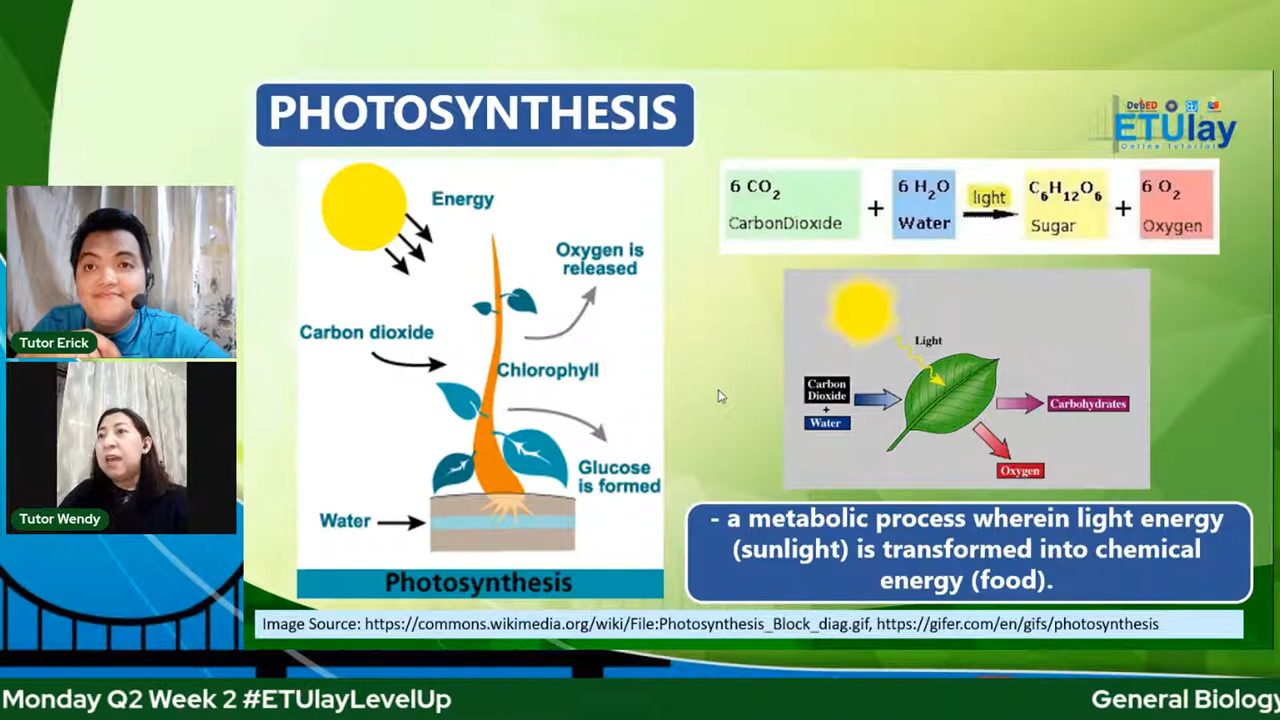 PHOTOSYNTHESIS
DepED
ETUlay
Online Tutorial
Energy
Oxygen is
released
Carbon dioxide
Chlorophyll
Glucose
is formed
Water
Photosynthesis
6 CO2 + 6 H2O light C6H12O6 + 6 O2
CarbonDioxide Water Sugar Oxygen
Light
Carbon
Dioxide
+
Water
Carbohydrates
Oxygen
- a metabolic process wherein light energy
(sunlight) is transformed into chemical
energy (food).
Image Source: https://commons.wikimedia.org/wiki/File:Photosynthesis_Block_diag.gif, https://gifer.com/en/gifs/photosynthesis
Tutor Erick
Tutor Wendy
Monday Q2 Week 2 #ETUlayLevelUp
General Biology